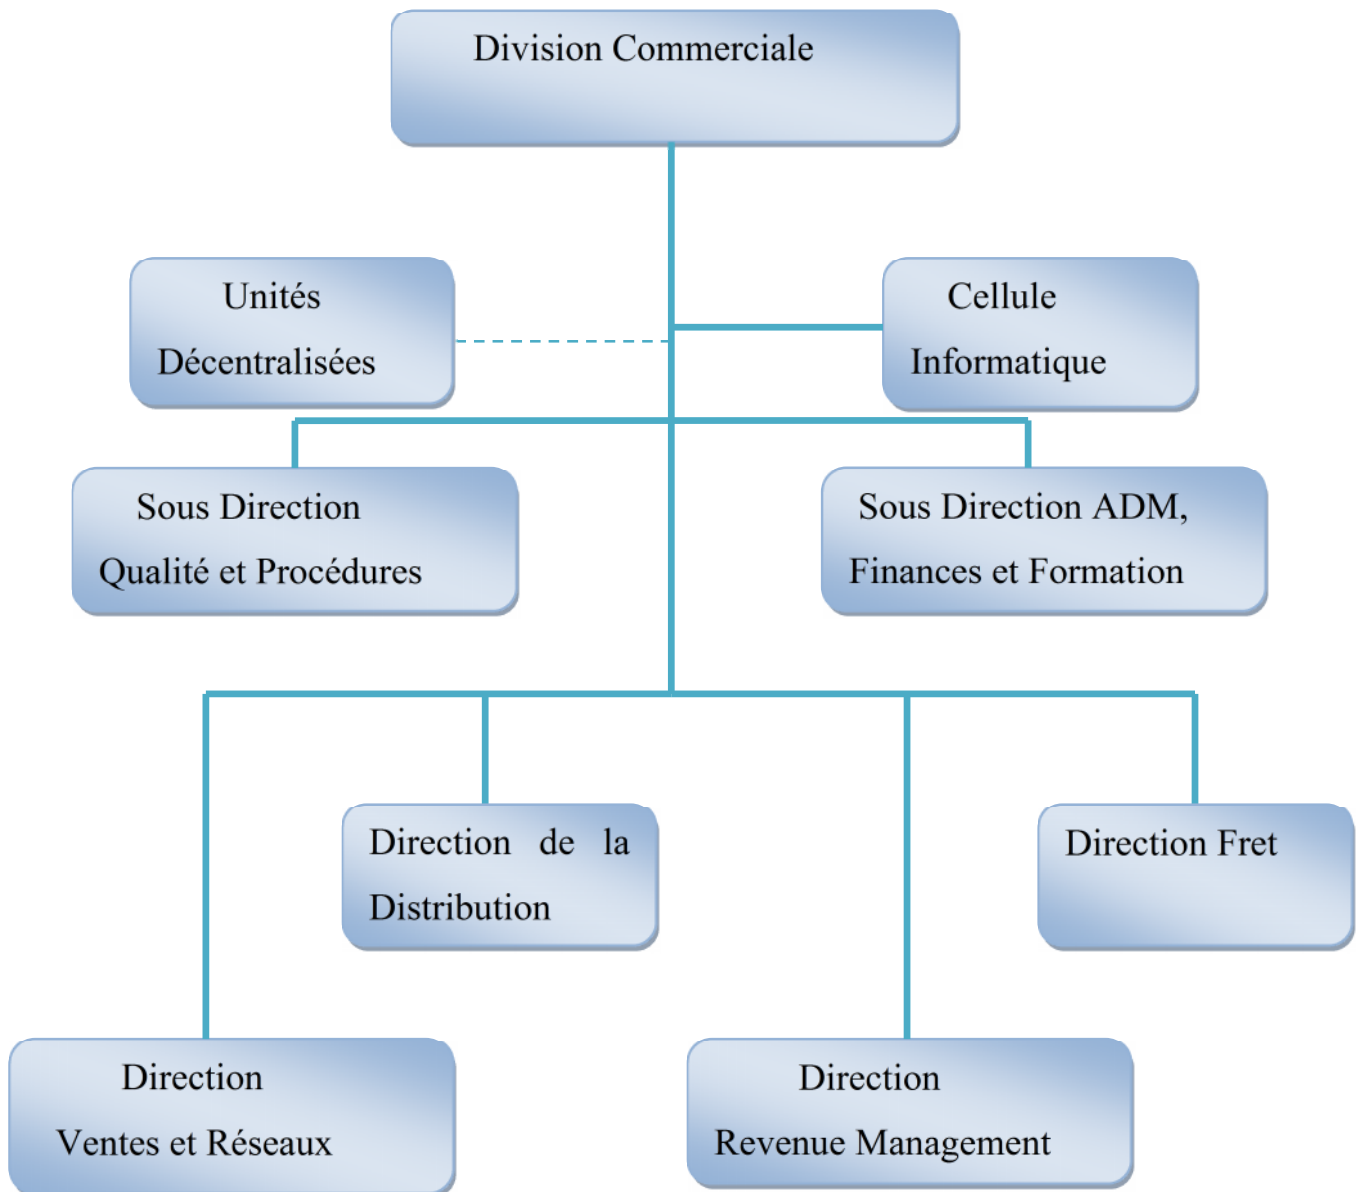 Division Commerciale
Unités
Décentralisées
Cellule
Informatique
Sous Direction
Qualité et Procédures
Sous Direction ADM,
Finances et Formation
Direction de la
Distribution
Direction Fret
Direction
Ventes et Réseaux
Direction
Revenue Management